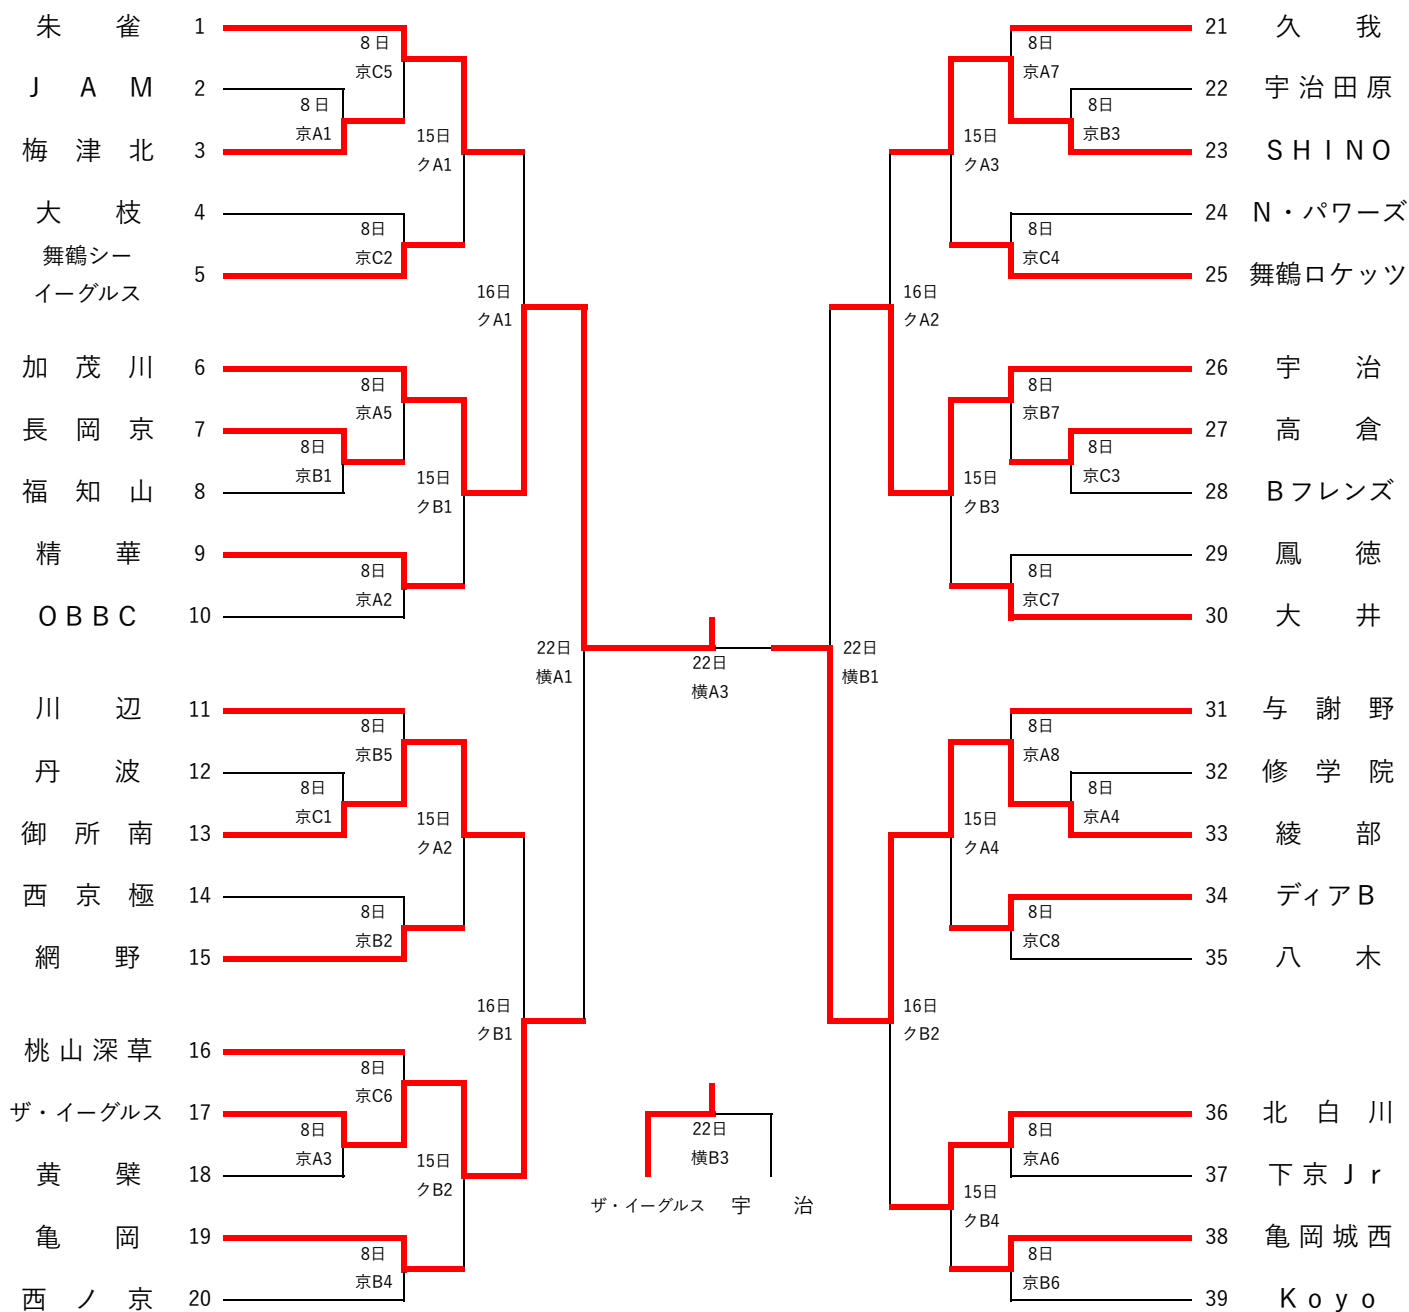 朱雀 1
8日
京C5
JAM 2
8日
京A1
梅津北 3
15日
クA1
大枝 4
8日
京C2
舞鶴シー
イーグルス 5
16日
クA1
加茂川 6
8日
京A5
長岡京 7
8日
京B1
福知山 8
15日
クB1
精華 9
8日
京A2
OBBC 10
22日
横A1
川辺 11
8日
京B5
丹波 12
8日
京C1
御所南 13
15日
クA2
西京極 14
8日
京B2
網野 15
16日
クB1
桃山深草 16
8日
京C6
ザ・イーグルス 17
8日
京A3
黄檗 18
15日
クB2
亀岡 19
8日
京B4
西ノ京 20
22日
横A3
22日
横B3
ザ・イーグルス 宇治
21 久我
8日
京A7
22 宇治田原
8日
京B3
23 SHINO
15日
クA3
24 N・パワーズ
8日
京C4
25 舞鶴ロケッツ
16日
クA2
26 宇治
8日
京B7
27 高倉
8日
京C3
28 Bフレンズ
15日
クB3
29 鳳徳
8日
京C7
30 大井
22日
横B1
31 与謝野
8日
京A8
32 修学院
8日
京A4
33 綾部
15日
クA4
34 ディアB
8日
京C8
35 八木
16日
クB2
36 北白川
8日
京A6
37 下京Jr
15日
クB4
38 亀岡城西
8日
京B6
39 Koyo